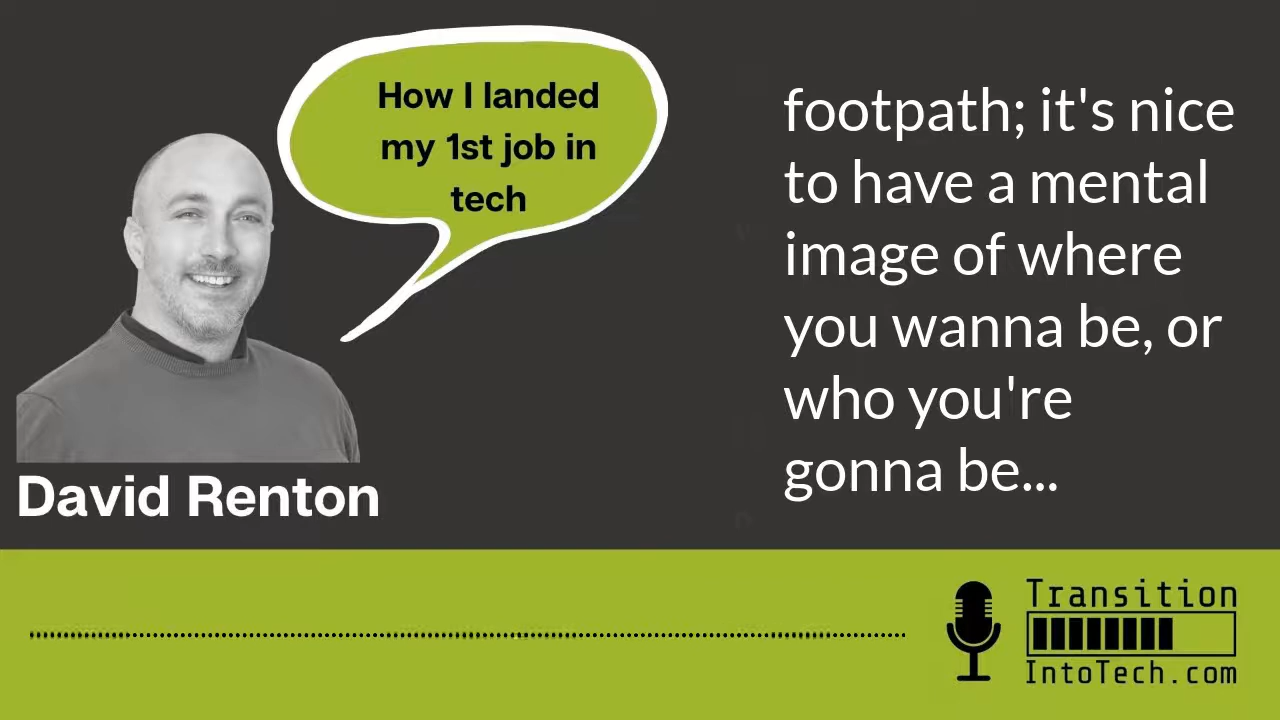 How I landed
my 1st job in
tech
David Renton
footpath; it's nice
to have a mental
image of where
you wanna be, or
who you're
gonna be...
Transition
IntoTech.com